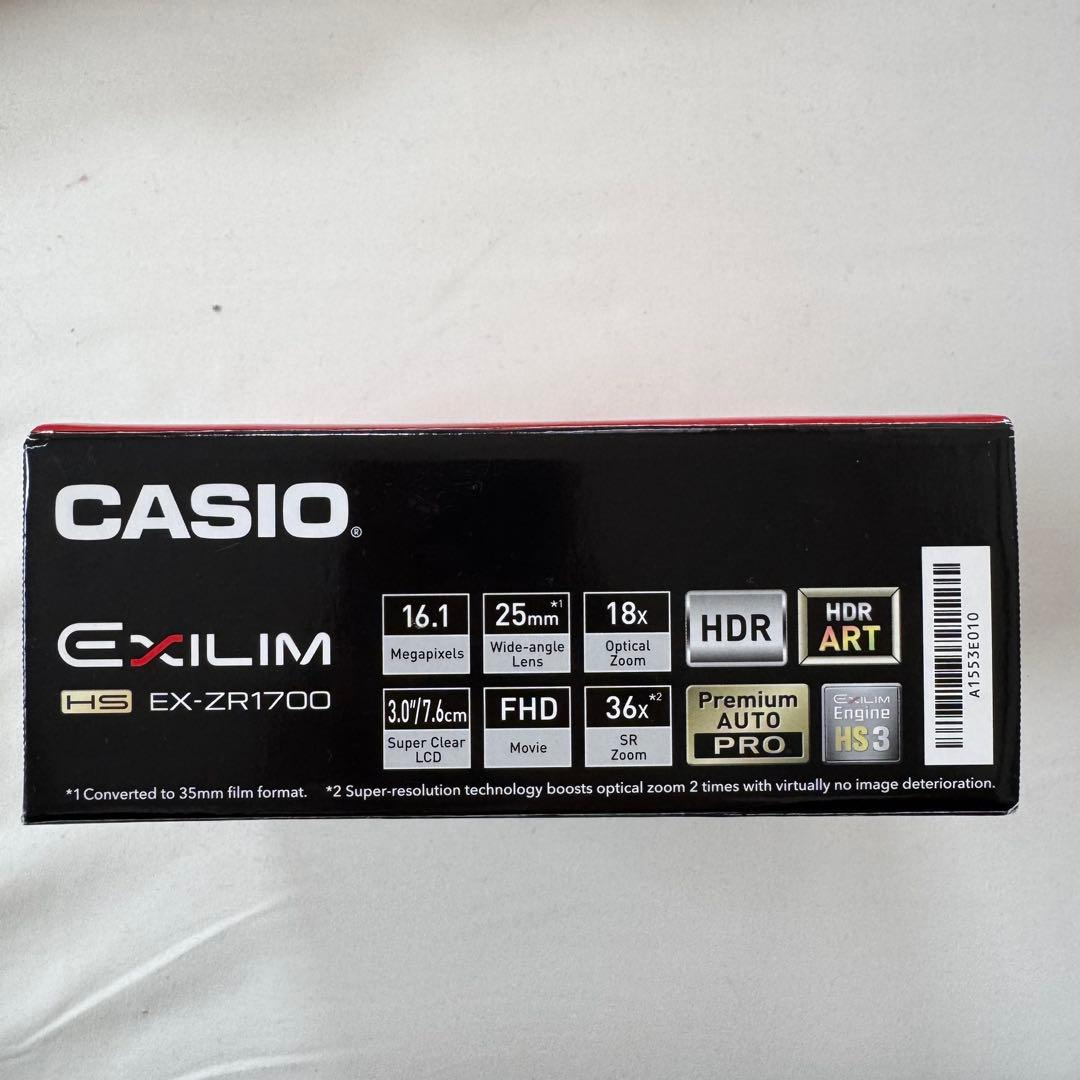 CASIO®
EXILIM
HS EX-ZR1700
16.1
Megapixels
25mm*1
Wide-angle
Lens
18x
Optical
Zoom
HDR
HDR
ART
3.0"/7.6cm
Super Clear
LCD
FHD
Movie
36x*2
SR
Zoom
Premium
AUTO
PRO
EXILIM
Engine
HS3
A1553E010
*1 Converted to 35mm film format. *2 Super-resolution technology boosts optical zoom 2 times with virtually no image deterioration.